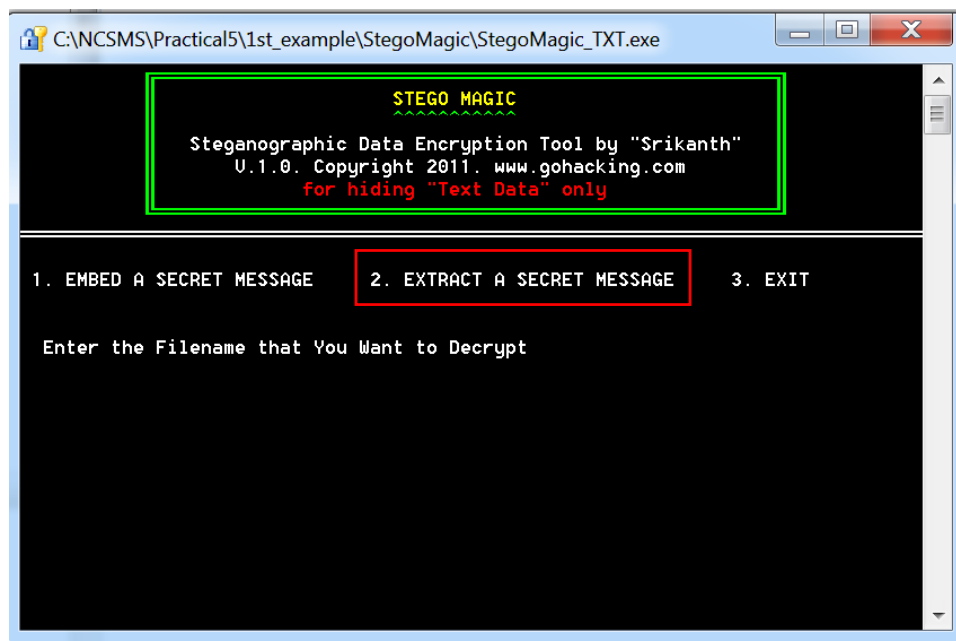 C:\NCSMS\Practical5\1st_example\StegoMagic\StegoMagic_TXT.exe
STEGO MAGIC
^^^^^^^^^^^
Steganographic Data Encryption Tool by "Srikanth"
V.1.0. Copyright 2011. www.gohacking.com
for hiding "Text Data" only
1. EMBED A SECRET MESSAGE 2. EXTRACT A SECRET MESSAGE 3. EXIT
Enter the Filename that You Want to Decrypt